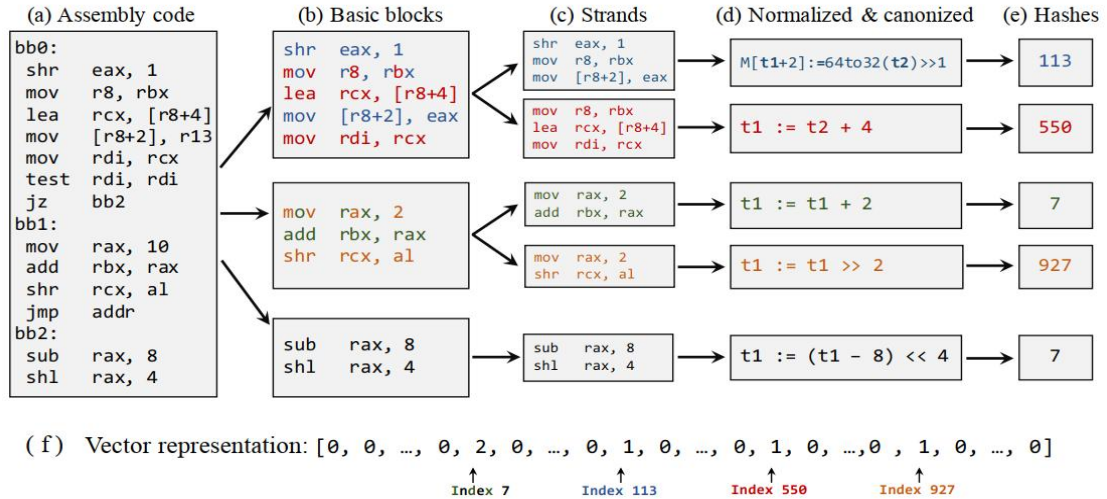 (a) Assembly code
(b) Basic blocks
(c) Strands
(d) Normalized & canonized
(e) Hashes
bb0:
shr eax, 1
mov r8, rbx
lea rcx, [r8+4]
mov [r8+2], r13
mov rdi, rcx
test rdi, rdi
jz bb2
bb1:
mov rax, 10
add rbx, rax
shr rcx, al
jmp addr
bb2:
sub rax, 8
shl rax, 4
shr eax, 1
mov r8, rbx
lea rcx, [r8+4]
mov [r8+2], eax
mov rdi, rcx
mov rax, 2
add rbx, rax
shr rcx, al
sub rax, 8
shl rax, 4
shr eax, 1
mov r8, rbx
mov [r8+2], eax
mov r8, rbx
lea rcx, [r8+4]
mov rdi, rcx
mov rax, 2
add rbx, rax
mov rax, 2
shr rcx, al
sub rax, 8
shl rax, 4
M[t1+2]:=64to32(t2)>>1
t1 := t2 + 4
t1 := t1 + 2
t1 := t1 >> 2
t1 := (t1 – 8) << 4
113
550
7
927
7
( f ) Vector representation: [0, 0, …, 0, 2, 0, …, 0, 1, 0, …, 0, 1, 0, …,0 , 1, 0, …, 0]
Index 7 Index 113 Index 550 Index 927